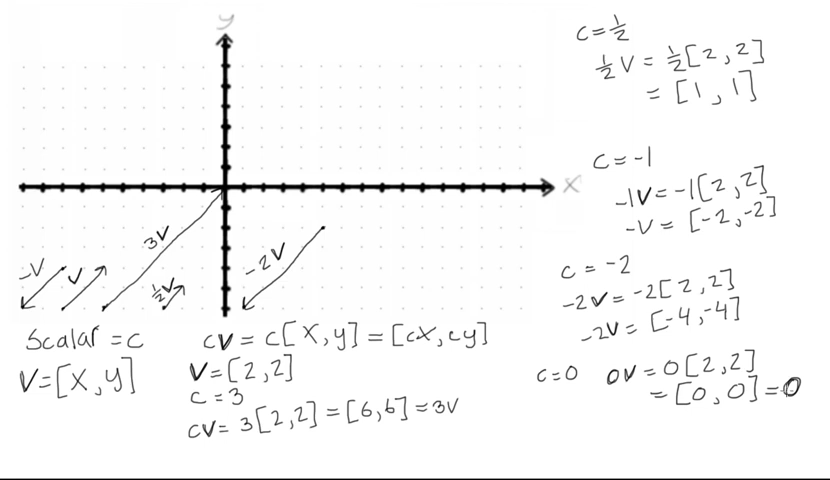 y
x
3V
-V
V
½V
-2V
Scalar = c
V=[x,y]
cV = c[x,y] = [cx,cy]
V=[2,2]
c = 3
cV= 3[2,2] = [6,6] = 3V
c = ½
½V = ½[2,2]
= [1,1]
c = -1
-1V = -1[2,2]
-V = [-2,-2]
c = -2
-2V = -2[2,2]
-2V = [-4,-4]
c=0 0V = 0[2,2]
= [0,0] = 0